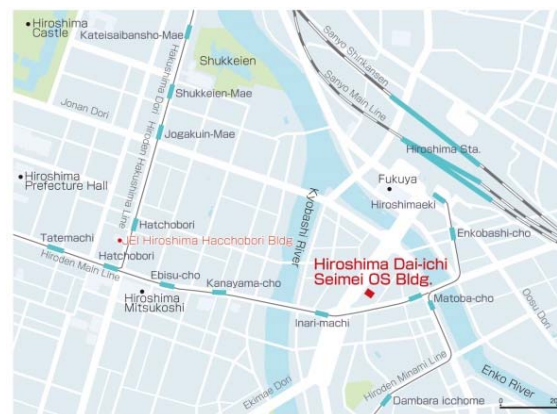 Hiroshima
Castle
Kateisaibansho-Mae
Hakushima Dori
Shukkeien
Sanyo Shinkansen
Sanyo Main Line
Shukkeien-Mae
Jonan Dori
Jogakuin-Mae
Hiroshima Sta.
Hiroshima
Prefecture Hall
Hiroden Hakushima Line
Fukuya
Hiroshimaeki
Kyobashi River
Hatchobori
Enkobashi-cho
JEI Hiroshima Hacchobori Bldg
Tatemachi
Hatchobori
Hiroden Main Line
Ebisu-cho
Kanayama-cho
Hiroshima Dai-ichi
Seimei OS Bldg.
Hiroshima
Mitsukoshi
Matoba-cho
Inari-machi
Oosu Dori
Ekimae Dori
Hiroden Minami Line
Enko River
Dambara icchome
0